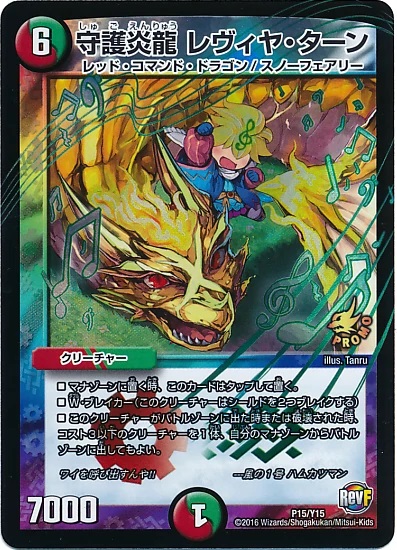 6
しゅ ご えんりゅう
守護炎龍 レヴィヤ・ターン
レッド・コマンド・ドラゴン / スノーフェアリー
PROMO
illus. Tanru
クリーチャー
■ マナゾーンに置く時、このカードはタップして置く。
■ W・ブレイカー (このクリーチャーはシールドを2つブレイクする)
■ このクリーチャーがバトルゾーンに出た時または破壊された時、
コスト3以下のクリーチャーを1体、自分のマナゾーンからバトル
ゾーンに出してもよい。
ワイを呼び出すんや!! ——風の1号 ハムカツマン
7000
1
P15/Y15
RevF
©2016 Wizards/Shogakukan/Mitsui-Kids